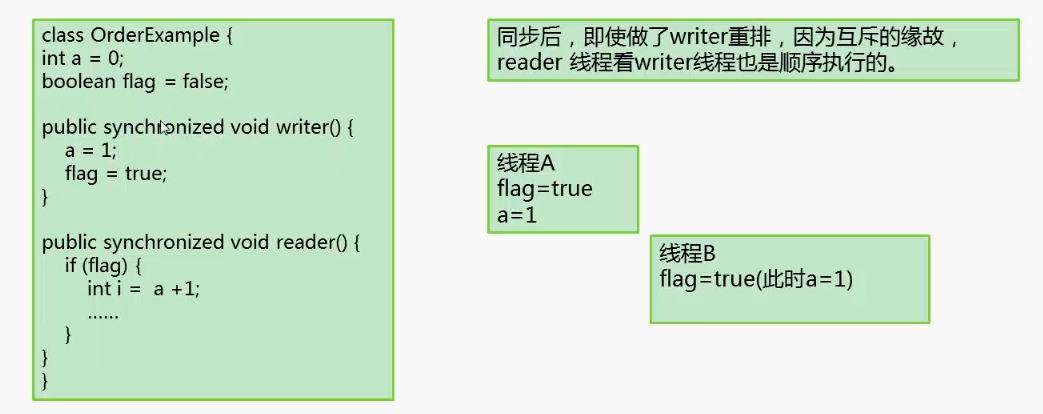 class OrderExample {
int a = 0;
boolean flag = false;
public synchronized void writer() {
a = 1;
flag = true;
}
public synchronized void reader() {
if (flag) {
int i = a +1;
......
}
}
}
同步后，即使做了writer重排，因为互斥的缘故，
reader 线程看writer线程也是顺序执行的。
线程A
flag=true
a=1
线程B
flag=true(此时a=1)